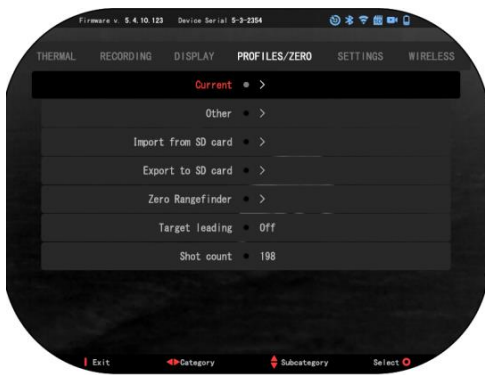 Firmware v. 5.4.10.123 Device Serial 5-3-2354
THERMAL RECORDING DISPLAY PROFILES/ZERO SETTINGS WIRELESS
Current >
Other >
Import from SD card >
Export to SD card >
Zero Rangefinder >
Target leading Off
Shot count 198
Exit Category Subcategory Select